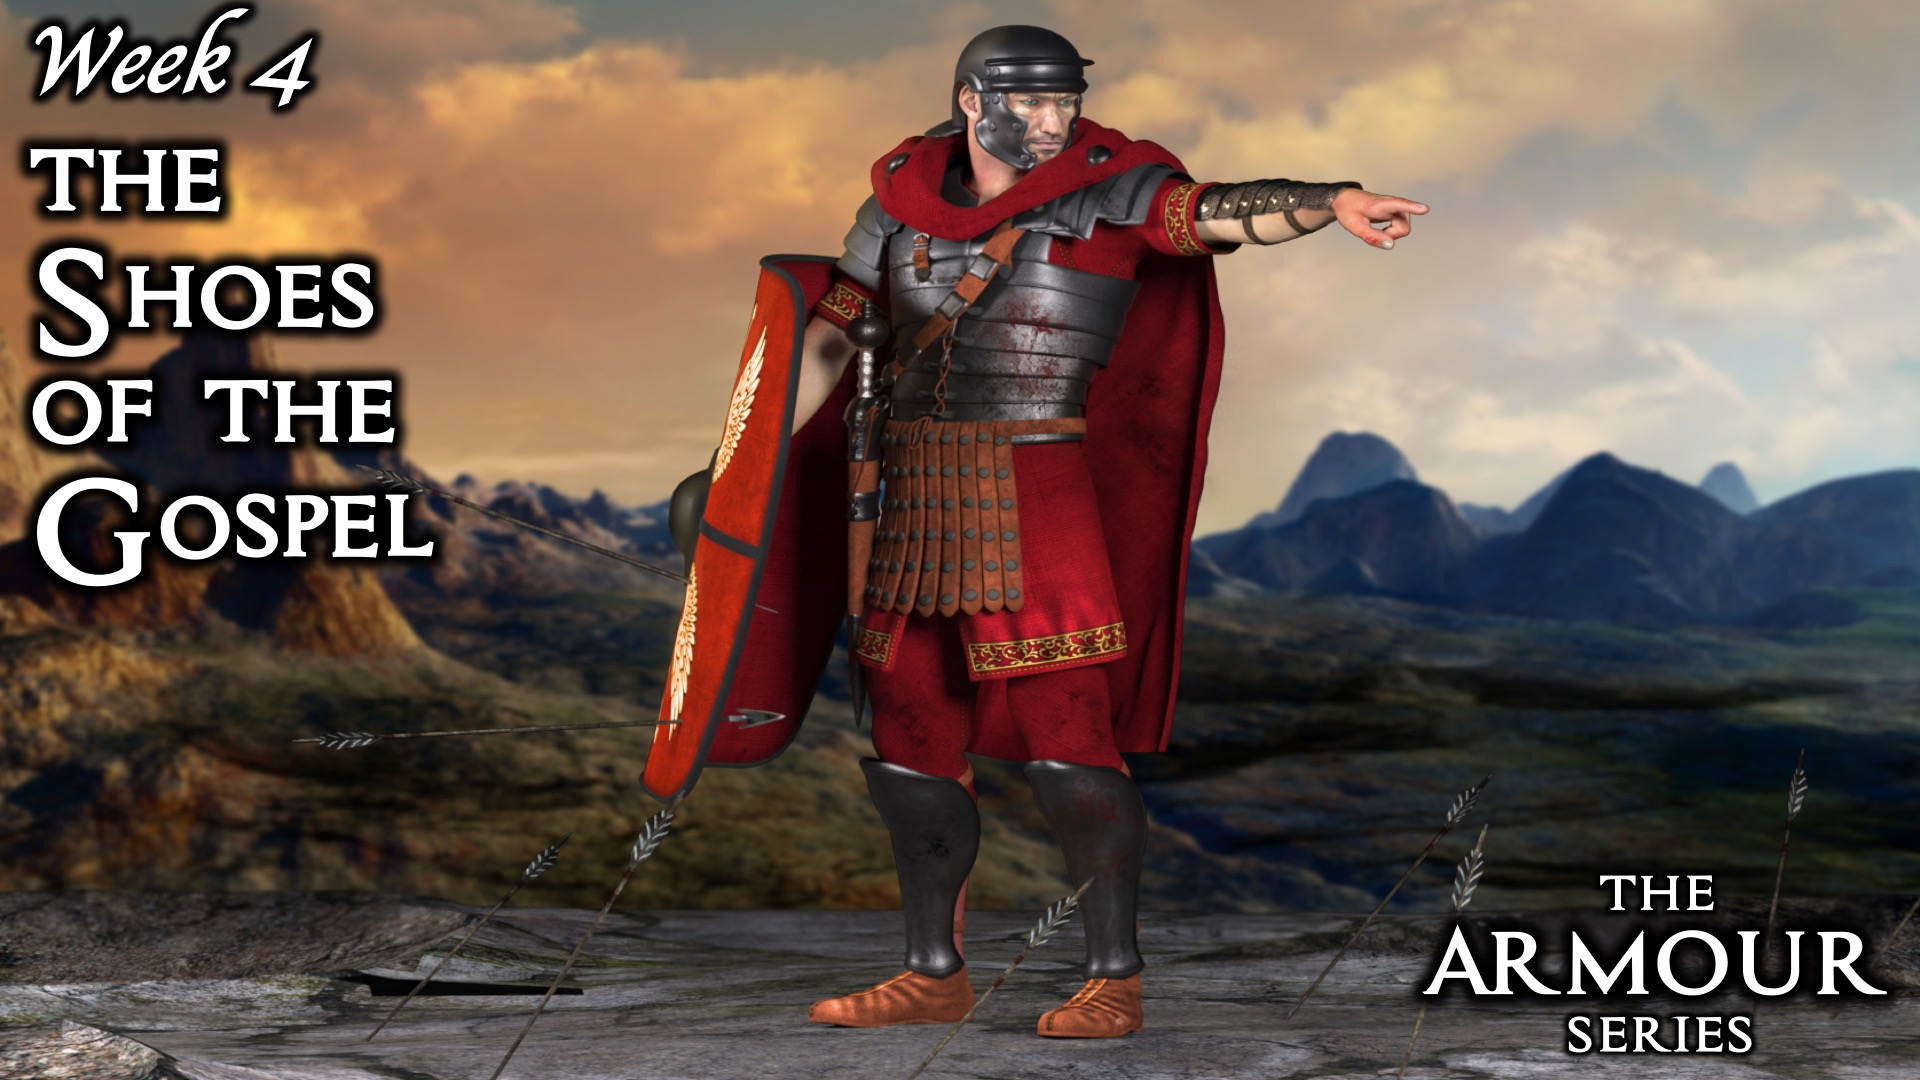 Week 4
THE
SHOES
OF THE
GOSPEL
THE
ARMOUR
SERIES